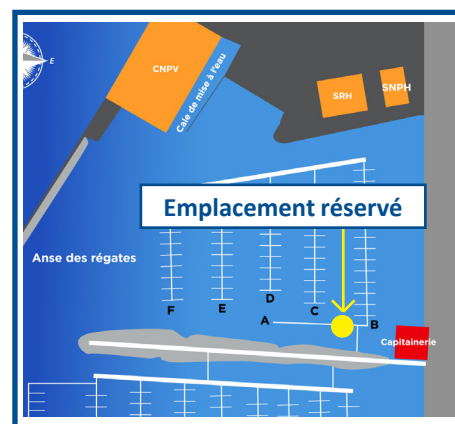 CNPV
Cale de mise à l'eau
SRH
SNPH
E
Emplacement réservé
Anse des régates
F
E
D
C
A
B
Capitainerie